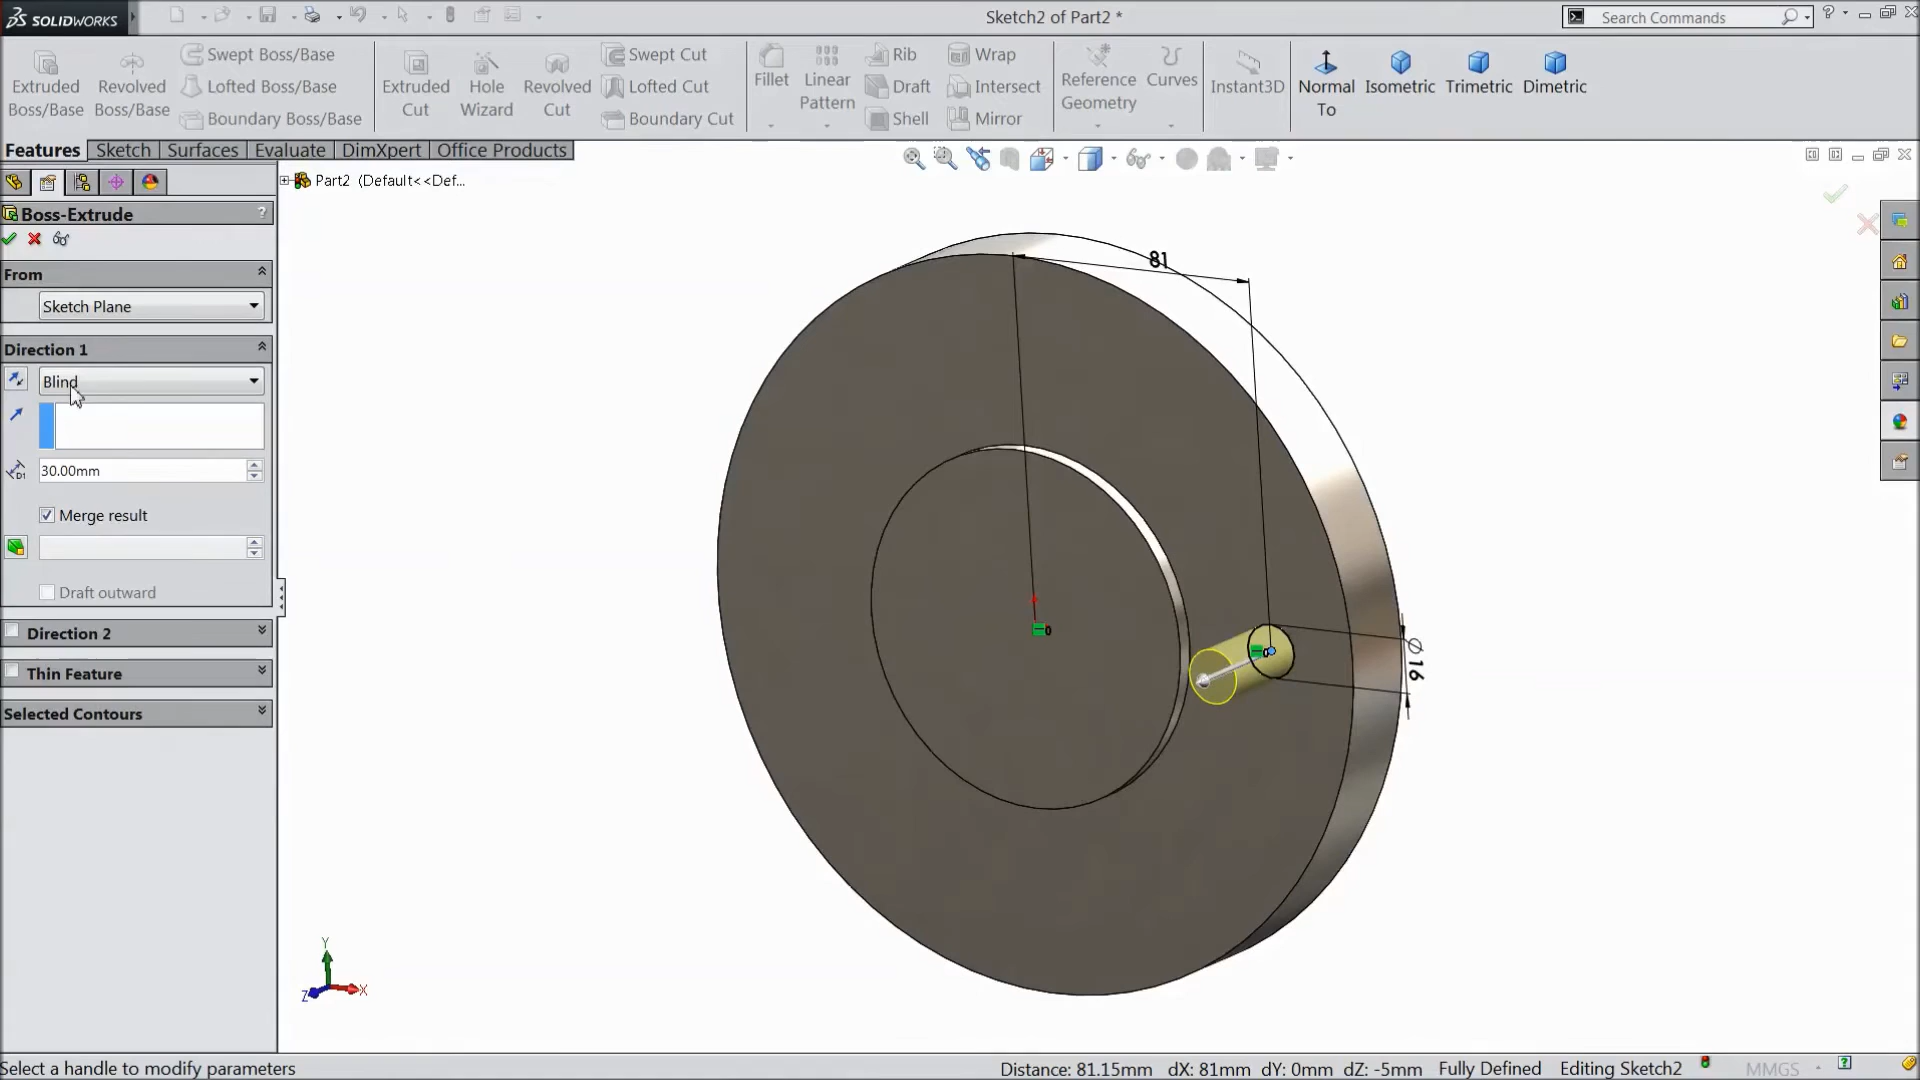 SOLIDWORKS
Sketch2 of Part2 *
Search Commands
Extruded Boss/Base
Revolved Boss/Base
Swept Boss/Base
Lofted Boss/Base
Boundary Boss/Base
Extruded Cut
Hole Wizard
Revolved Cut
Swept Cut
Lofted Cut
Boundary Cut
Fillet
Linear Pattern
Rib
Draft
Shell
Wrap
Intersect
Mirror
Reference Geometry
Curves
Instant3D
Normal To
Isometric
Trimetric
Dimetric
Features
Sketch
Surfaces
Evaluate
DimXpert
Office Products
Part2 (Default<<Def...
Boss-Extrude
?
From
Sketch Plane
Direction 1
Blind
D1
30.00mm
Merge result
Draft outward
Direction 2
Thin Feature
Selected Contours
81
0
0
⌀16
Y
Z
X
Select a handle to modify parameters
Distance: 81.15mm dX: 81mm dY: 0mm dZ: -5mm
Fully Defined
Editing Sketch2
MMGS